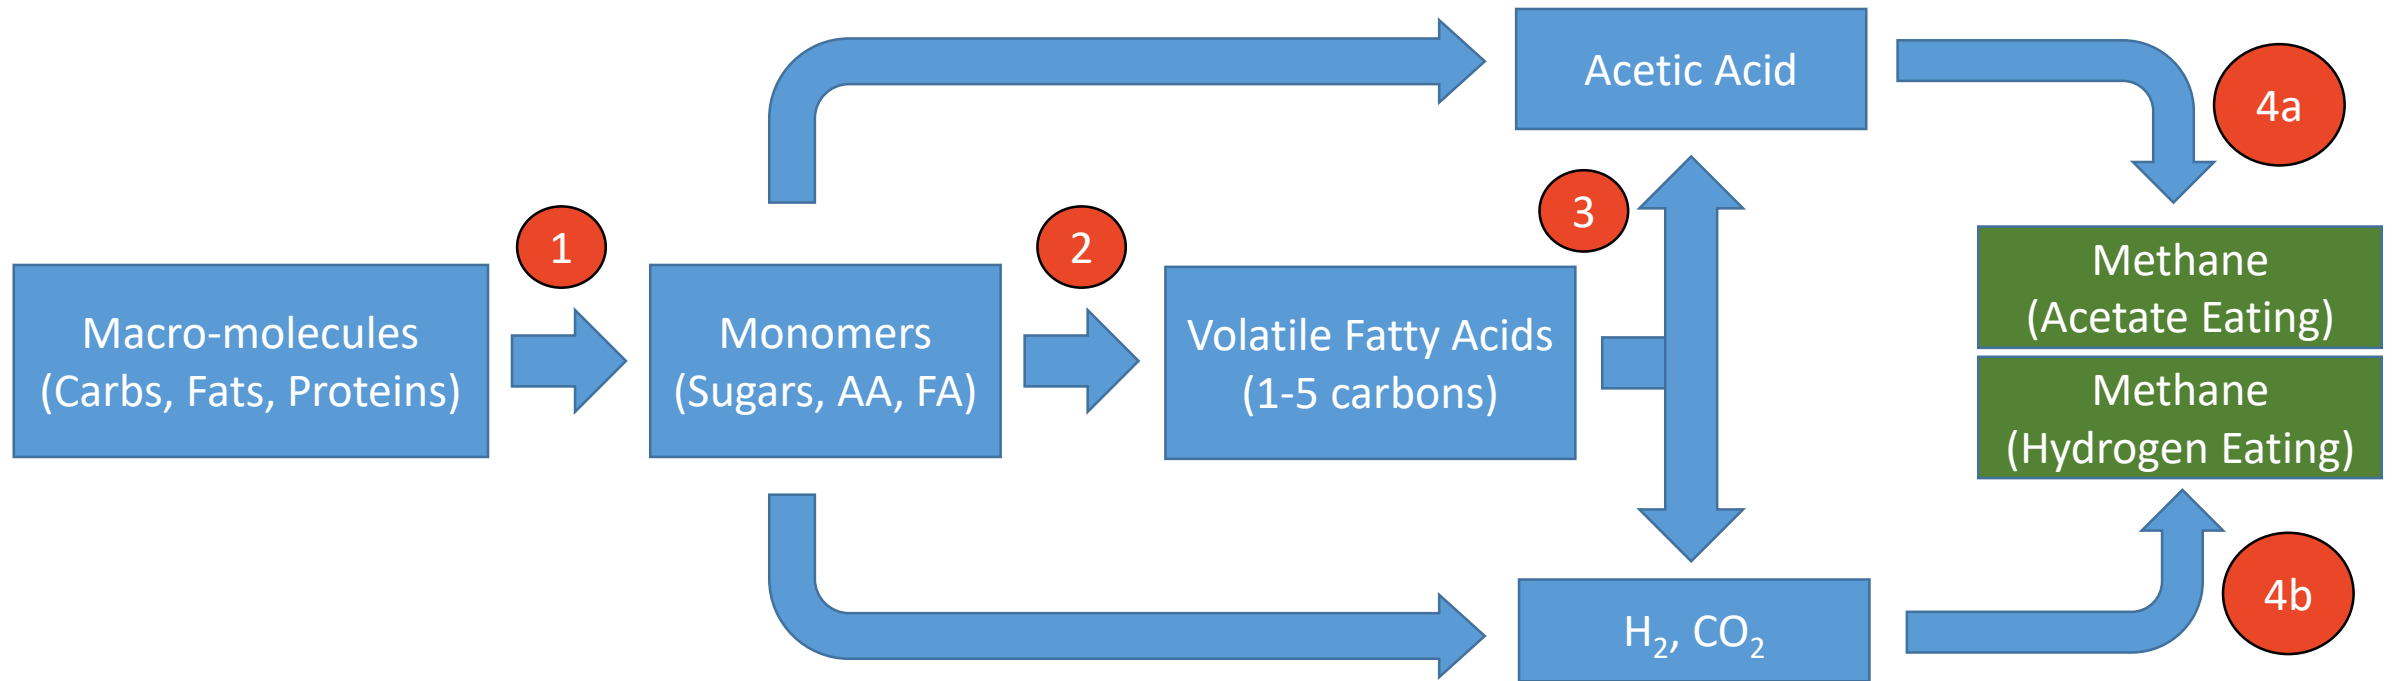 Acetic Acid
4a
3
1
2
Macro-molecules
(Carbs, Fats, Proteins)
Monomers
(Sugars, AA, FA)
Volatile Fatty Acids
(1-5 carbons)
Methane
(Acetate Eating)
Methane
(Hydrogen Eating)
H₂, CO₂
4b